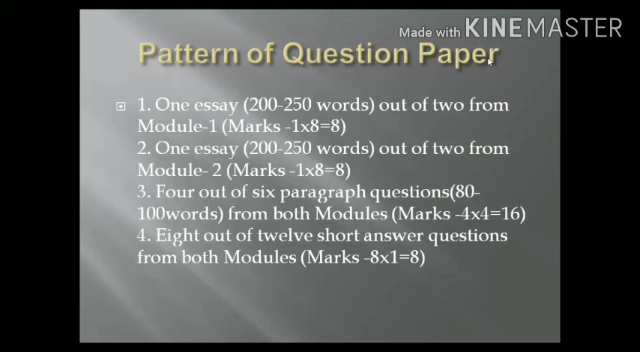 Made with KINEMASTER
Pattern of Question Paper
1. One essay (200-250 words) out of two from
Module-1 (Marks -1x8=8)
2. One essay (200-250 words) out of two from
Module- 2 (Marks -1x8=8)
3. Four out of six paragraph questions(80-
100words) from both Modules (Marks -4x4=16)
4. Eight out of twelve short answer questions
from both Modules (Marks -8x1=8)